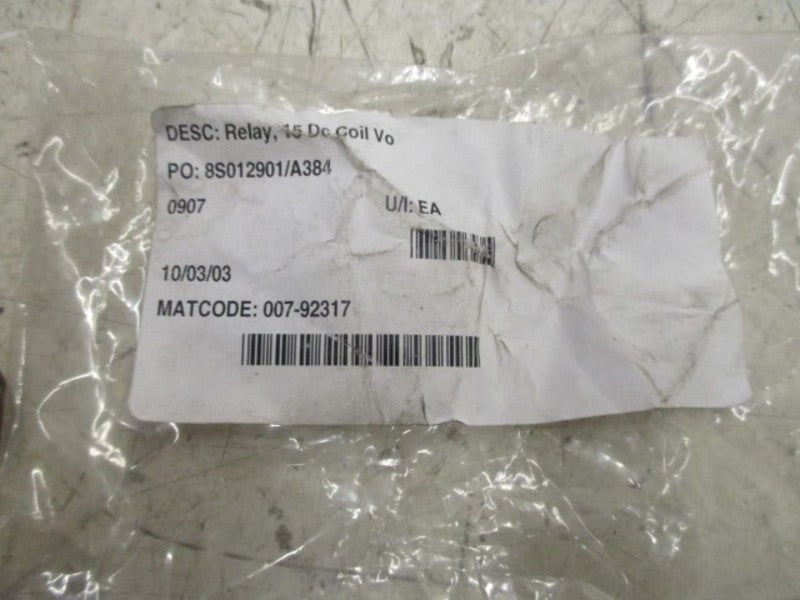 DESC: Relay, 15 Dc Coil Vo
PO: 8S012901/A384
0907 U/I: EA
10/03/03
MATCODE: 007-92317